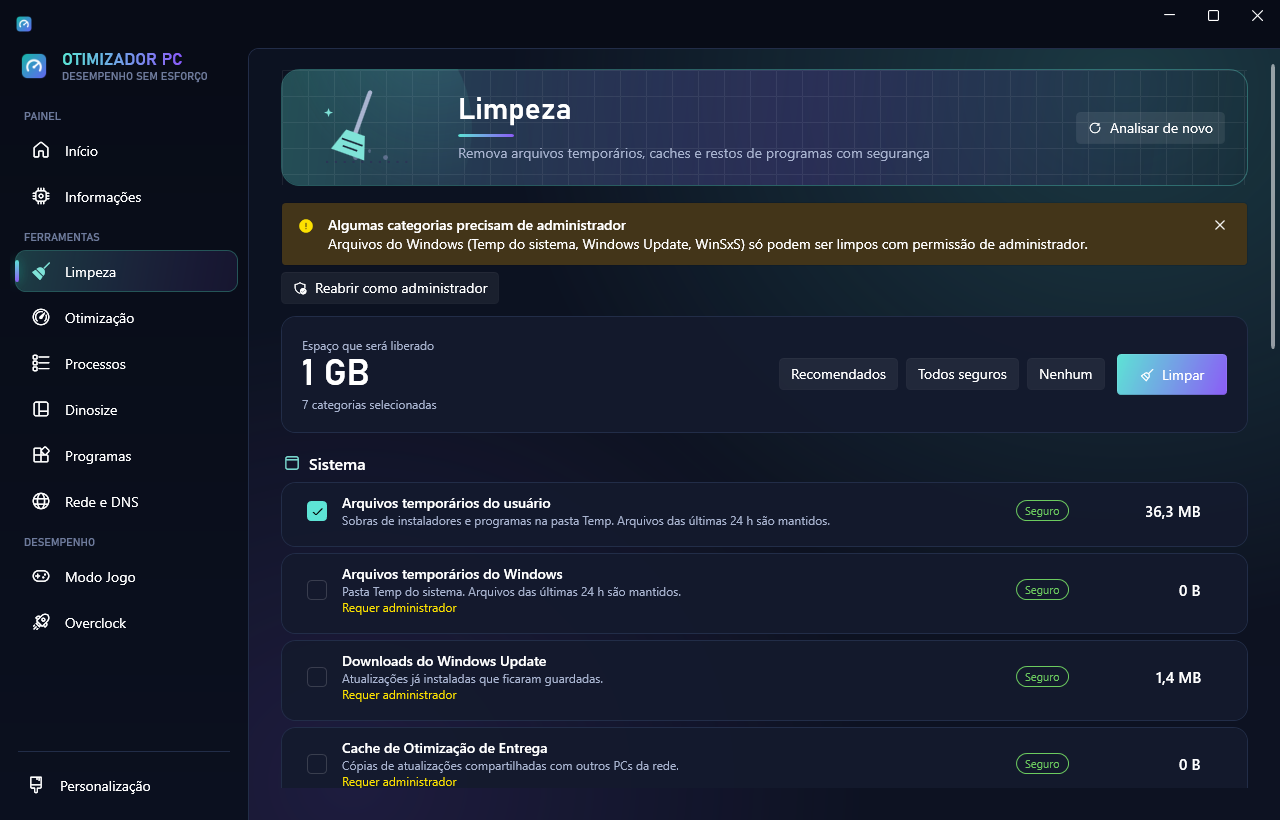 OTIMIZADOR PC
DESEMPENHO SEM ESFORÇO
PAINEL
Início
Informações
FERRAMENTAS
Limpeza
Otimização
Processos
Dinosize
Programas
Rede e DNS
DESEMPENHO
Modo Jogo
Overclock
Personalização
Limpeza
Remova arquivos temporários, caches e restos de programas com segurança
Analisar de novo
Algumas categorias precisam de administrador
Arquivos do Windows (Temp do sistema, Windows Update, WinSxS) só podem ser limpos com permissão de administrador.
Reabrir como administrador
Espaço que será liberado
1 GB
7 categorias selecionadas
Recomendados
Todos seguros
Nenhum
Limpar
Sistema
Arquivos temporários do usuário
Sobras de instaladores e programas na pasta Temp. Arquivos das últimas 24 h são mantidos.
Seguro
36,3 MB
Arquivos temporários do Windows
Pasta Temp do sistema. Arquivos das últimas 24 h são mantidos.
Requer administrador
Seguro
0 B
Downloads do Windows Update
Atualizações já instaladas que ficaram guardadas.
Requer administrador
Seguro
1,4 MB
Cache de Otimização de Entrega
Cópias de atualizações compartilhadas com outros PCs da rede.
Requer administrador
Seguro
0 B